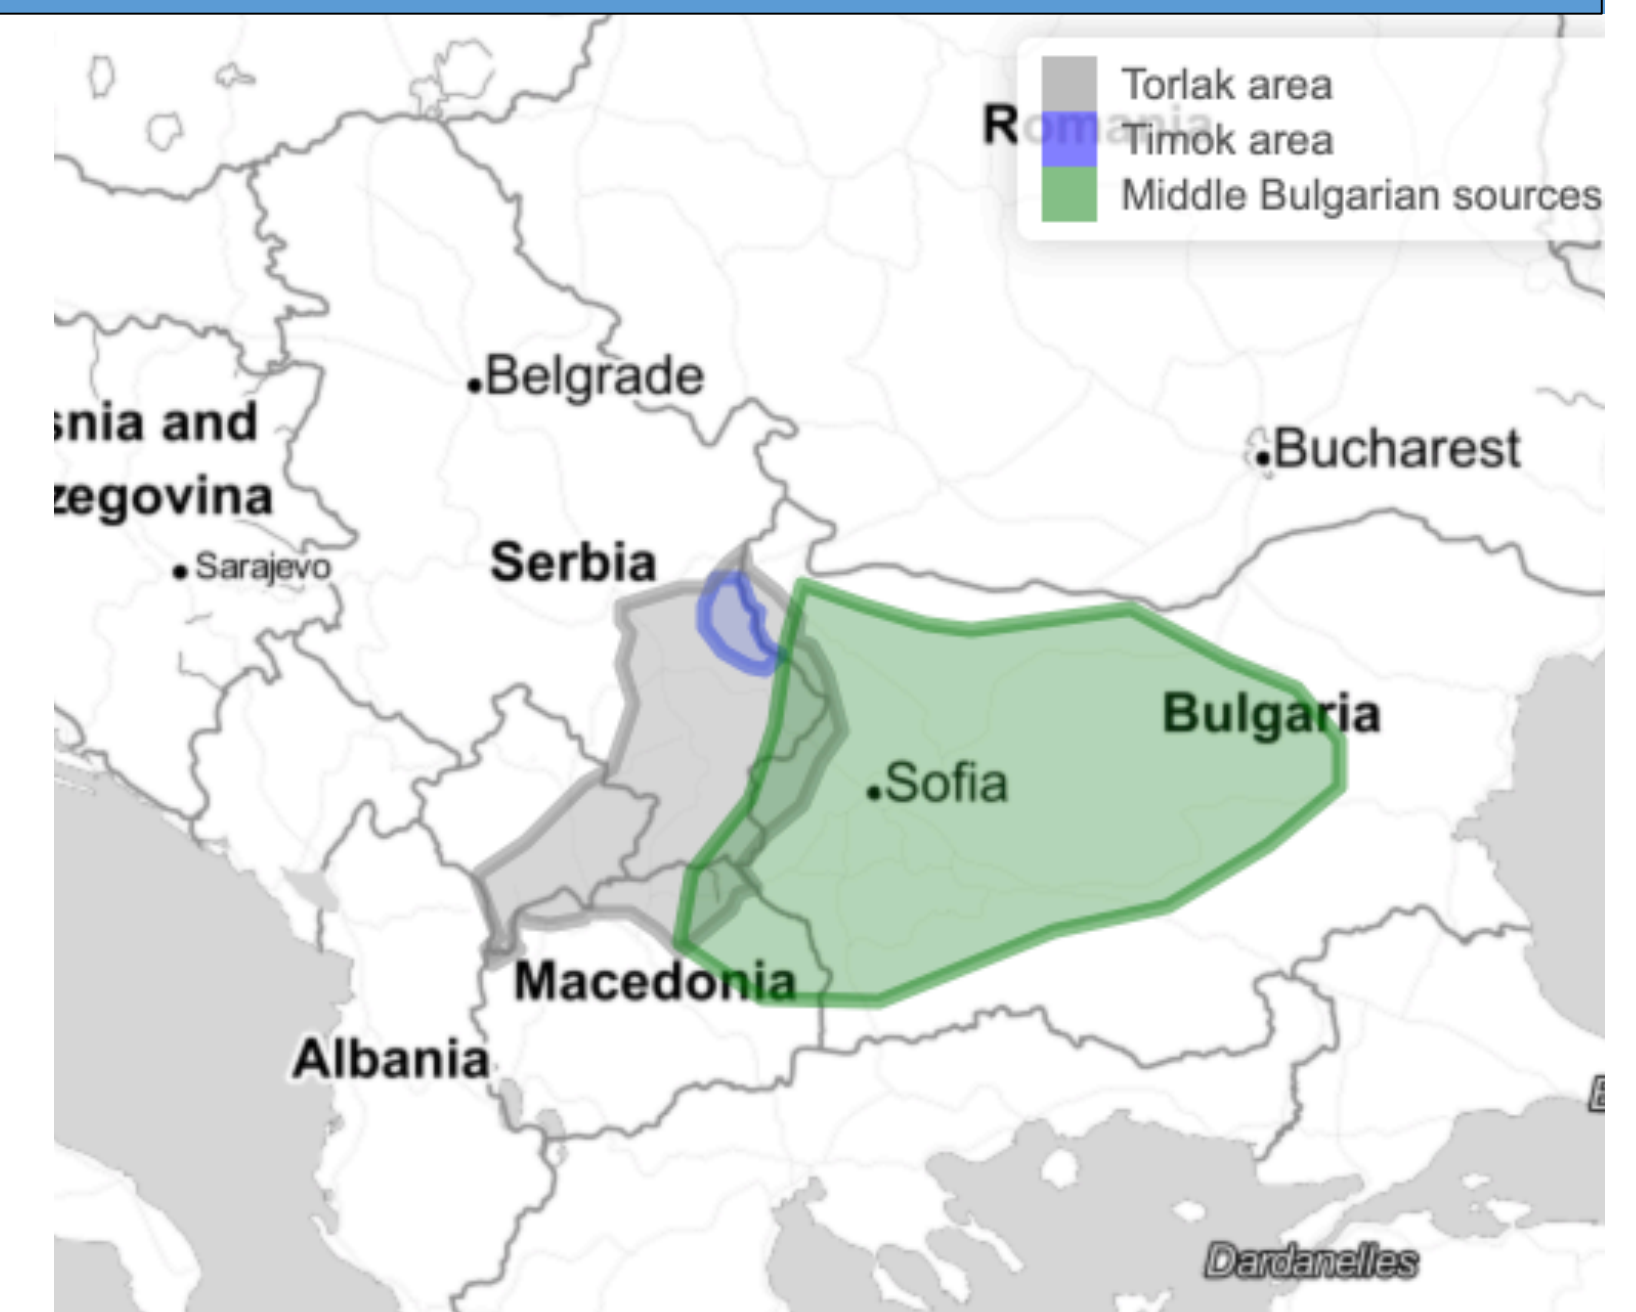 Torlak area
Romania
Timok area
Middle Bulgarian sources
Belgrade
snia and
zegovina
Bucharest
Sarajevo
Serbia
Bulgaria
Sofia
Macedonia
Albania
Dardanelles